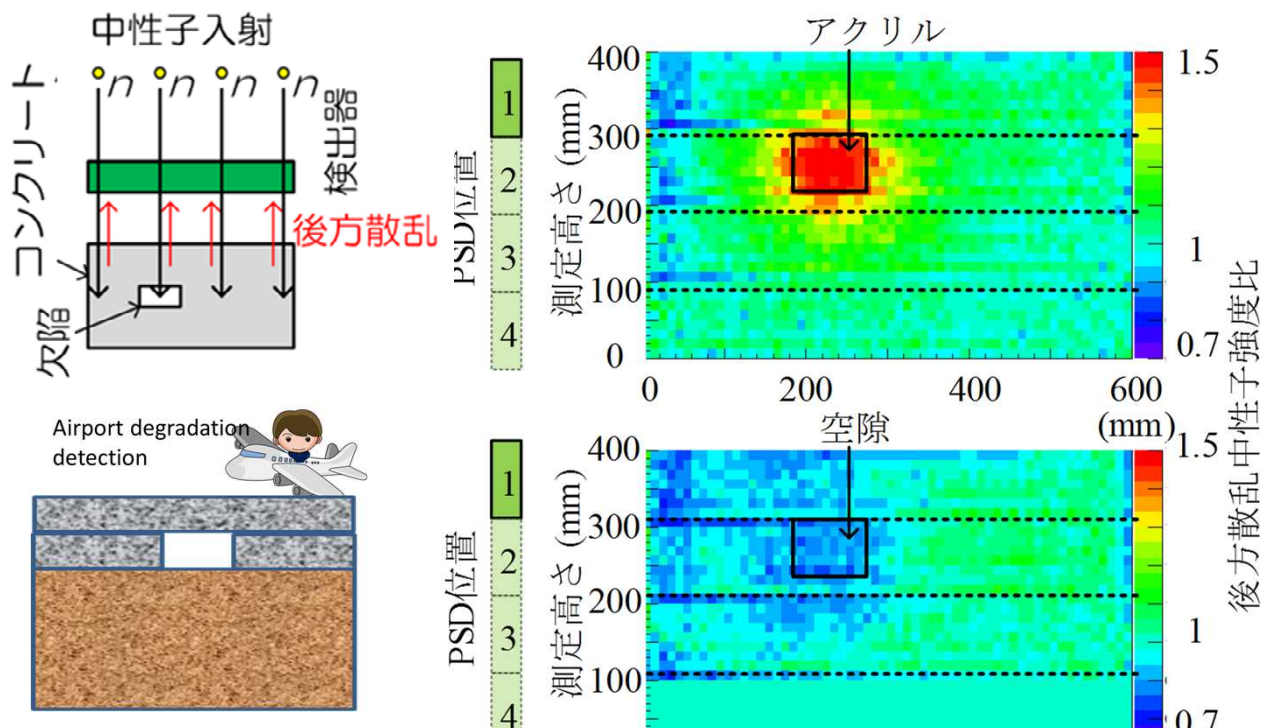 中性子入射
n n n n
コンクリート
検出器
後方散乱
欠陥
Airport degradation
detection
アクリル
PSD位置
1
2
3
4
測定高さ (mm)
400
300
200
100
0
0 200 400 600
(mm)
1.5
1
0.7
空隙
PSD位置
1
2
3
4
測定高さ (mm)
400
300
200
100
1.5
1
0.7
後方散乱中性子強度比